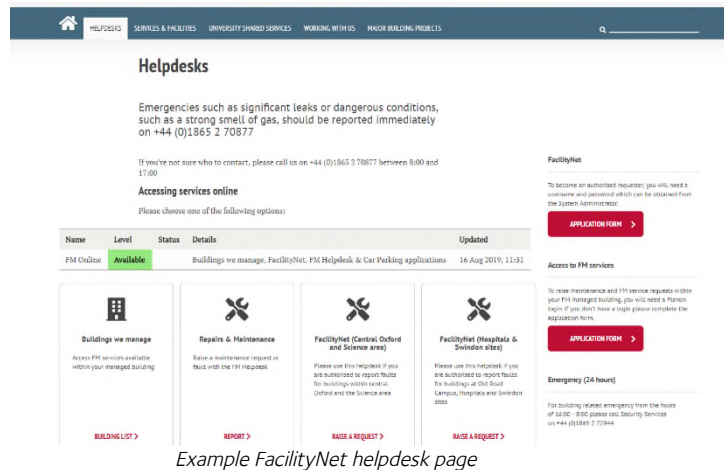 HELPDESKS SERVICES & FACILITIES UNIVERSITY SHARED SERVICES WORKING WITH US MAJOR BUILDING PROJECTS
Helpdesks
Emergencies such as significant
leaks or dangerous conditions,
such as a strong smell of gas, should be reported immediately
on +44 (0)1865 2 70877
If you're not sure who to contact, please call us on +44 (0)1865 2 70877 between 8:00 and
17:00
Accessing services online
Please choose one of the following options:
Name Level Status Details Updated
FM Online Available Buildings we manage, FacilityNet, FM Helpdesk & Car Parking applications 16 Aug 2019, 11:31
Buildings we manage
Access FM services available
within your managed building
BUILDING LIST >
Repairs & Maintenance
Raise a maintenance request or
fault with the FM Helpdesk
REPORT >
FacilityNet (Central Oxford
and Science area)
Please use this helpdesk if you
are authorised to report faults
for buildings within central
Oxford and the Science area
RAISE A REQUEST >
FacilityNet (Hospitals &
Swindon sites)
Please use this helpdesk if you
are authorised to report faults
for buildings at Old Road
Campus, Hospitals and Swindon
sites
RAISE A REQUEST >
FacilityNet
To become an authorised requester, you will need a
username and password which can be obtained from
the System Administrator.
APPLICATION FORM >
Access to FM services
To raise maintenance and FM service requests within
your FM managed building, you will need a Planon
login. If you don't have a login please complete the
application form.
APPLICATION FORM >
Emergency (24 hours)
For building related emergency from the hours
of 16:00 - 8:00 please call Security Services
on +44 (0)1865 2 72944
Example FacilityNet helpdesk page